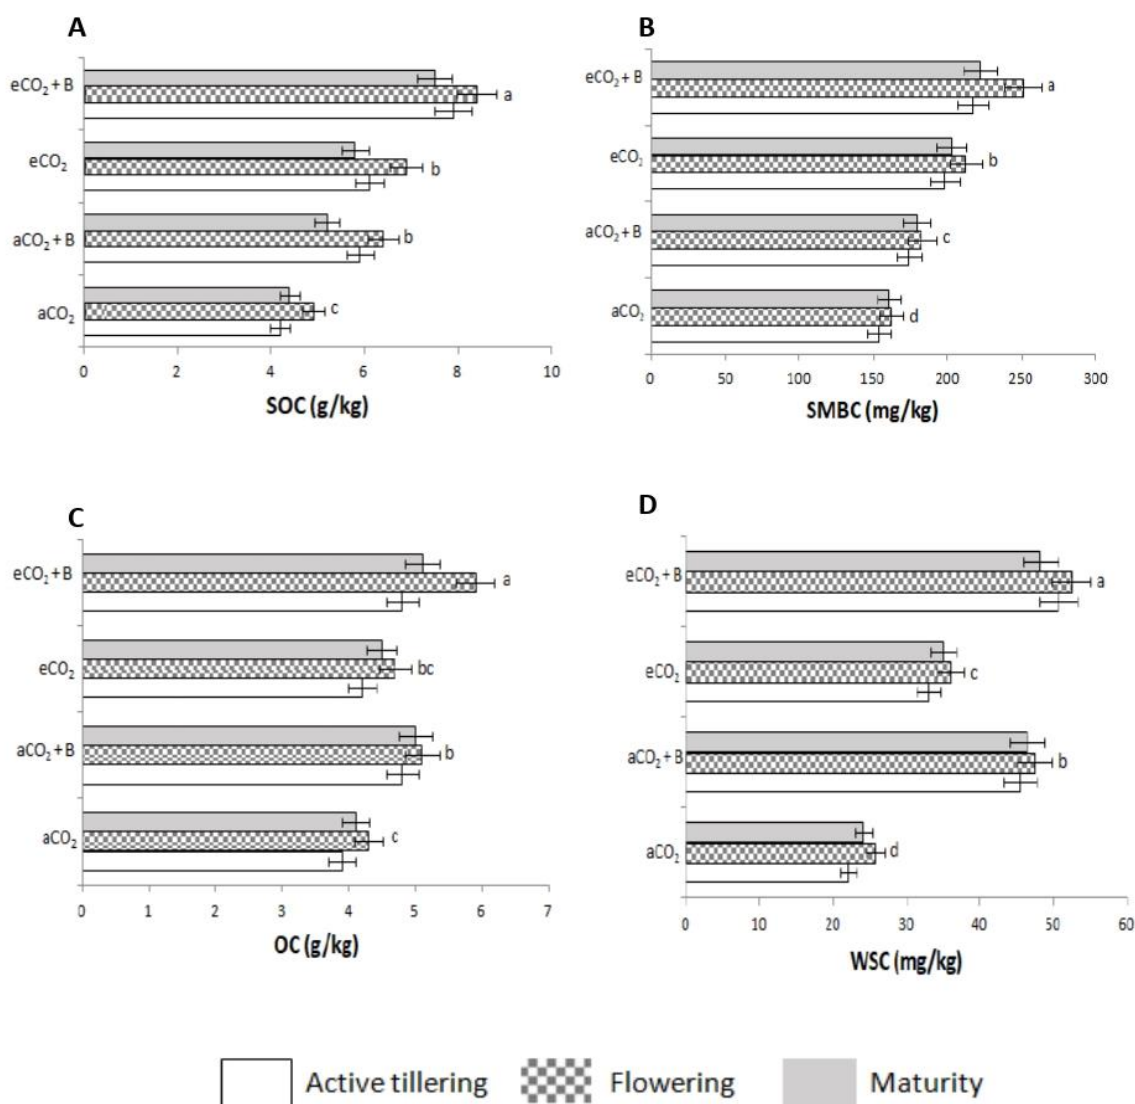 A
eCO₂ + B
a
eCO₂
b
aCO₂ + B
b
aCO₂
c
0 2 4 6 8 10
SOC (g/kg)
B
eCO₂ + B
a
eCO₂
b
aCO₂ + B
c
aCO₂
d
0 50 100 150 200 250 300
SMBC (mg/kg)
C
eCO₂ + B
a
eCO₂
bc
aCO₂ + B
b
aCO₂
c
0 1 2 3 4 5 6 7
OC (g/kg)
D
eCO₂ + B
a
eCO₂
c
aCO₂ + B
b
aCO₂
d
0 10 20 30 40 50 60
WSC (mg/kg)
Active tillering Flowering Maturity